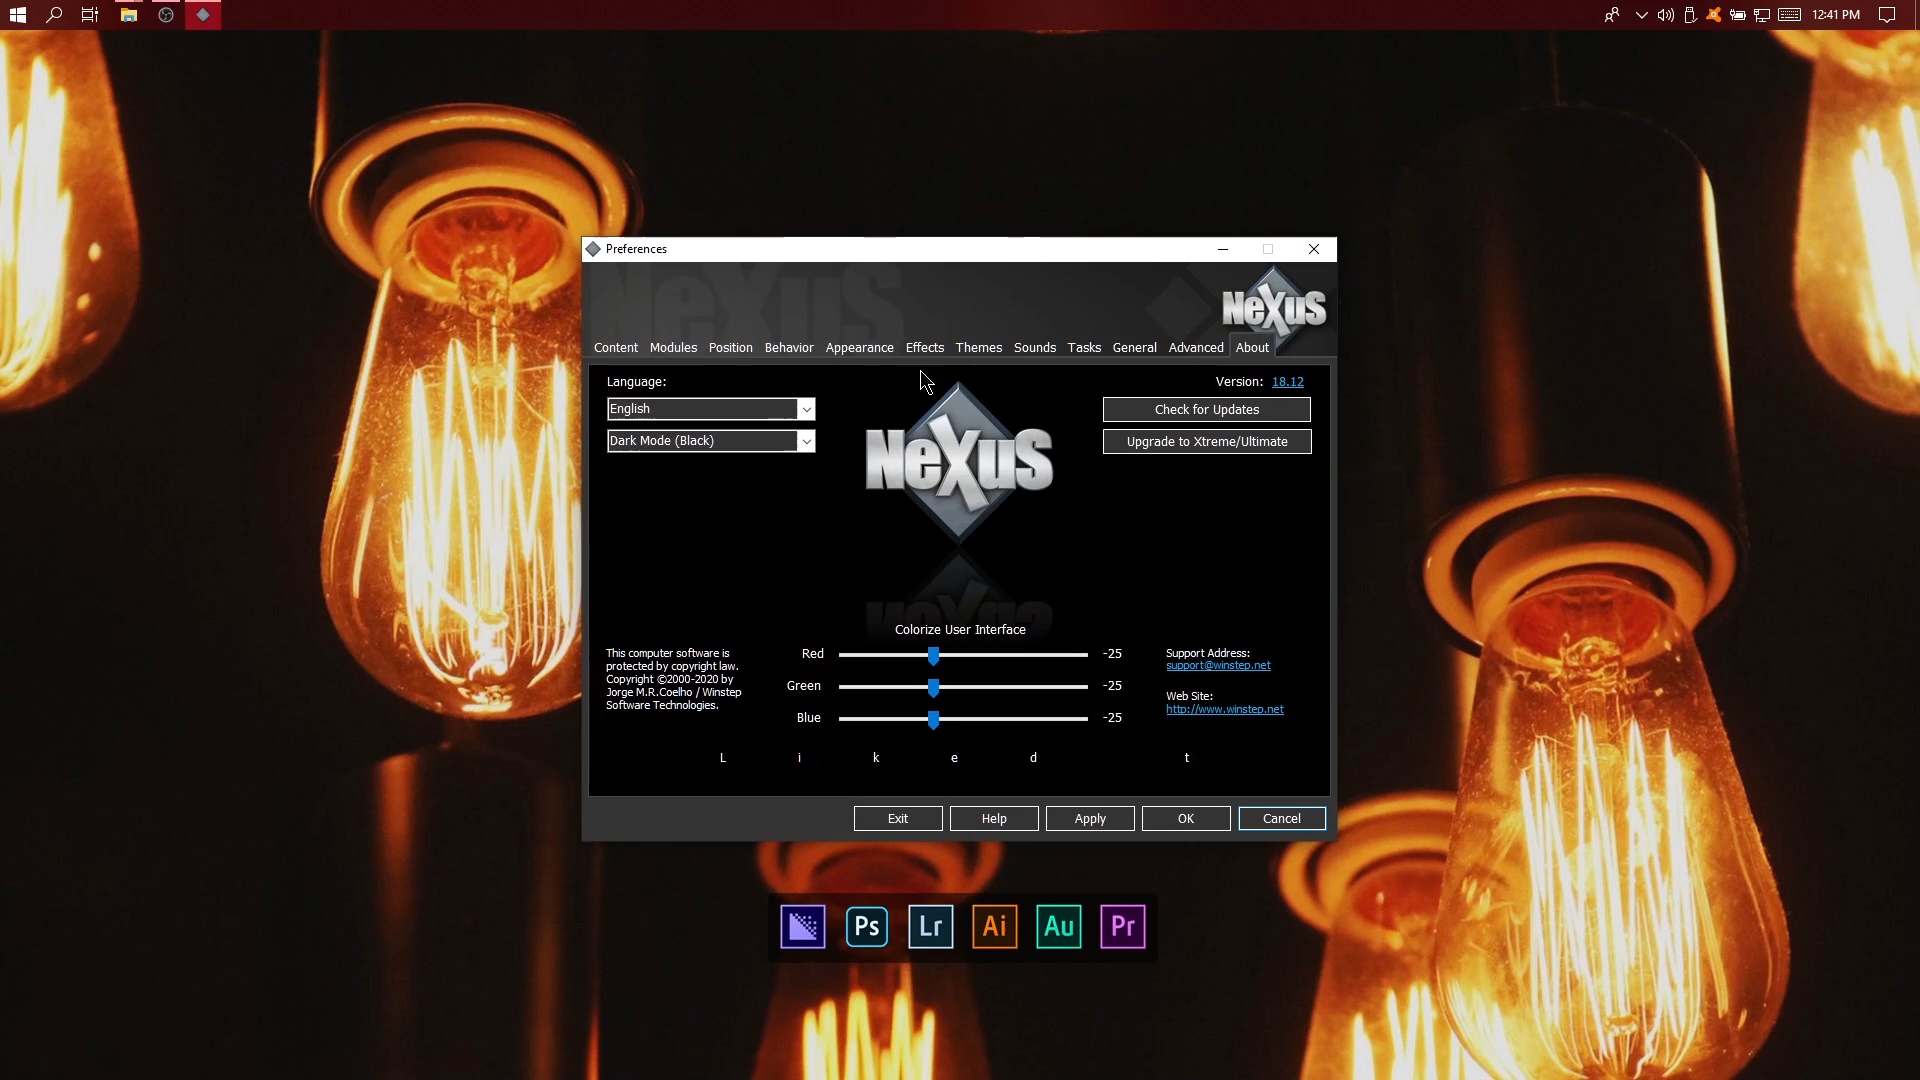 12:41 PM
Preferences
NeXuS
NeXuS
Content Modules Position Behavior Appearance Effects Themes Sounds Tasks General Advanced About
Language:
Version: 18.12
English
Check for Updates
Dark Mode (Black)
Upgrade to Xtreme/Ultimate
NeXuS
Colorize User Interface
Red -25
Green -25
Blue -25
This computer software is
protected by copyright law.
Copyright ©2000-2020 by
Jorge M.R.Coelho / Winstep
Software Technologies.
Support Address:
support@winstep.net
Web Site:
http://www.winstep.net
L i k e d t
Exit Help Apply OK Cancel
Ps Lr Ai Au Pr